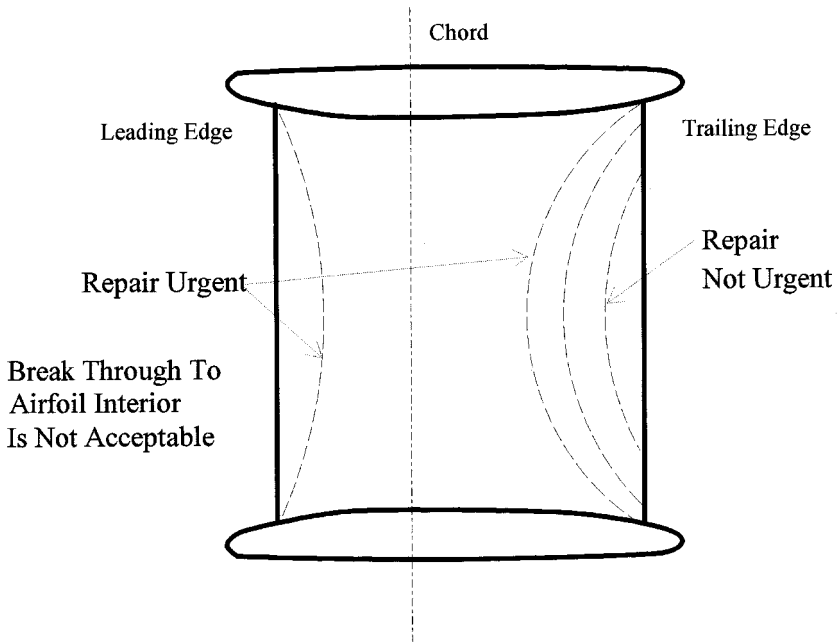 Chord
Leading Edge
Trailing Edge
Repair
Not Urgent
Repair Urgent
Break Through To
Airfoil Interior
Is Not Acceptable